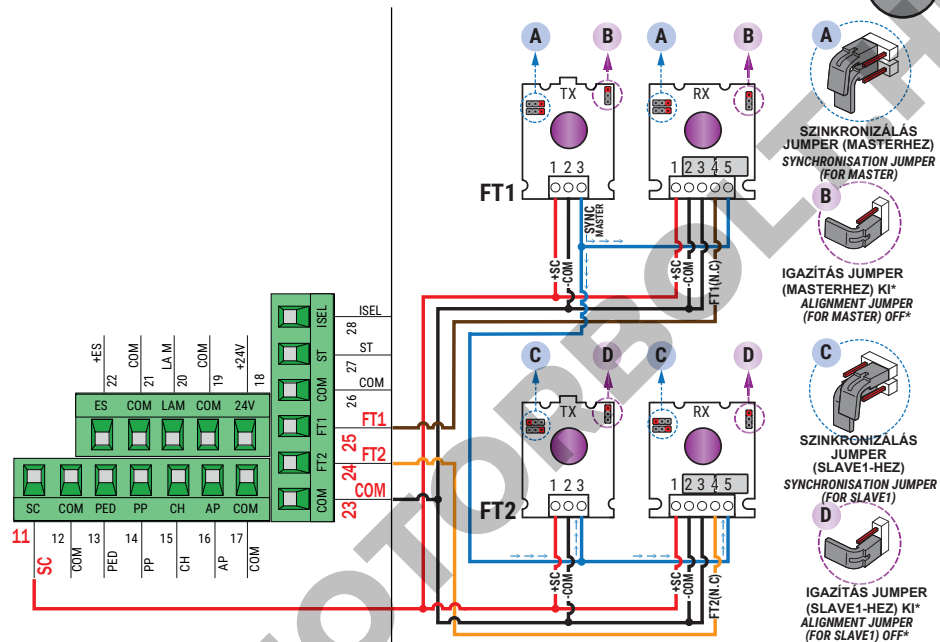 A
B
A
B
TX
RX
1 2 3
1 2 3 4 5
FT1
SYNC
MASTER
+SC
-COM
+SC
-COM
FT1(N.C)
C
D
C
D
TX
RX
1 2 3
1 2 3 4 5
FT2
+SC
-COM
+SC
-COM
FT2(N.C)
A
SZINKRONIZÁLÁS
JUMPER (MASTERHEZ)
SYNCHRONISATION JUMPER
(FOR MASTER)
B
IGAZÍTÁS JUMPER
(MASTERHEZ) KI*
ALIGNMENT JUMPER
(FOR MASTER) OFF*
C
SZINKRONIZÁLÁS
JUMPER
(SLAVE1-HEZ)
SYNCHRONISATION JUMPER
(FOR SLAVE1)
D
IGAZÍTÁS JUMPER
(SLAVE1-HEZ) KI*
ALIGNMENT JUMPER
(FOR SLAVE1) OFF*
ISEL
ISEL
28
ST
ST
27
COM
COM
26
FT1
FT1
25
FT2
FT2
24
COM
COM
23
+ES
22
COM
21
LAM
20
COM
19
+24V
18
ES COM LAM COM 24V
SC COM PED PP CH AP COM
11
SC
12
COM
13
PED
14
PP
15
CH
16
AP
17
COM